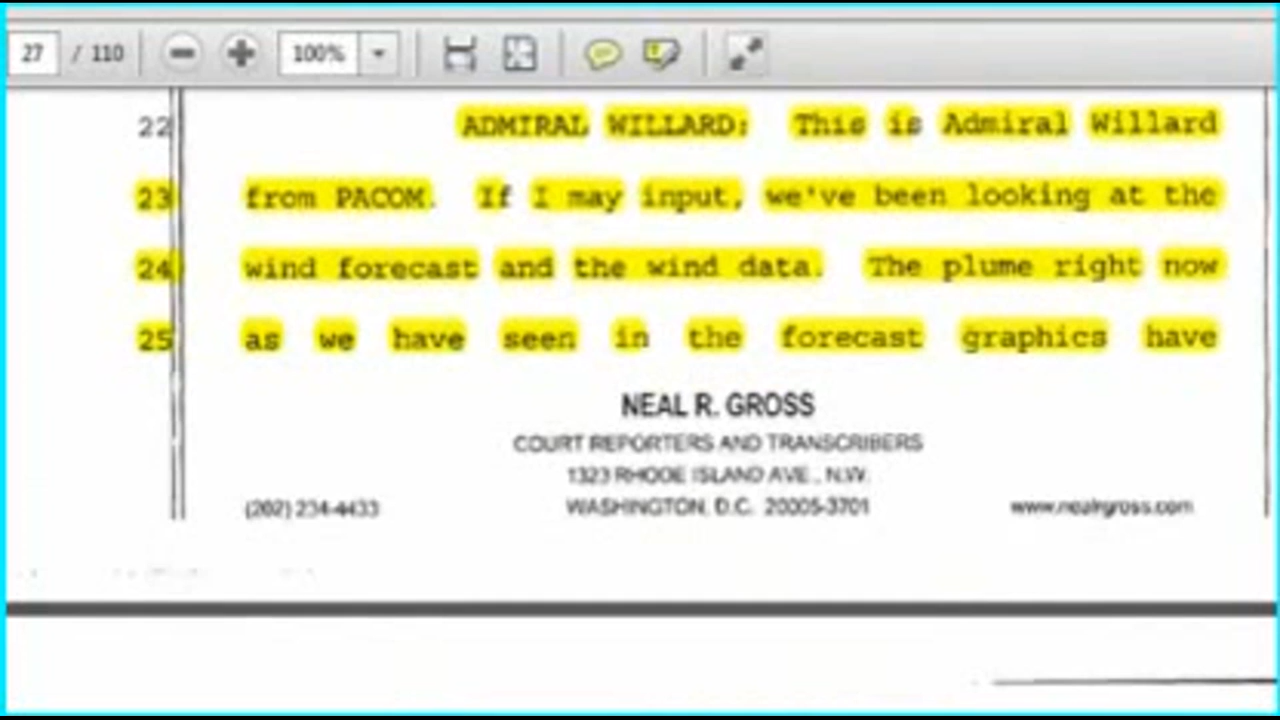 27 / 110 100%
22 ADMIRAL WILLARD: This is Admiral Willard
23 from PACOM. If I may input, we've been looking at the
24 wind forecast and the wind data. The plume right now
25 as we have seen in the forecast graphics have
NEAL R. GROSS
COURT REPORTERS AND TRANSCRIBERS
1323 RHODE ISLAND AVE., N.W.
(202) 234-4433 WASHINGTON, D.C. 20005-3701 www.nealrgross.com